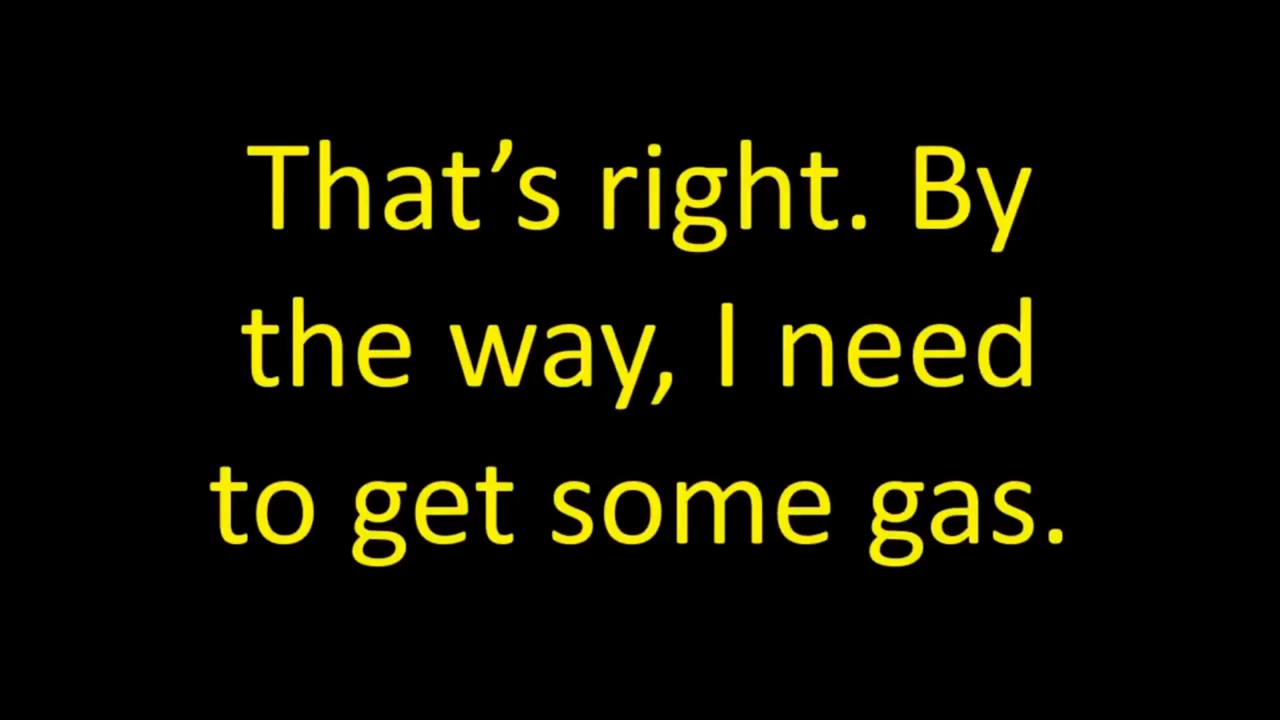 That’s right. By
the way, I need
to get some gas.